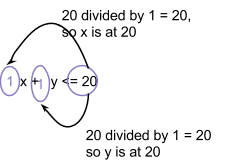 20 divided by 1 = 20,
so x is at 20
1 x + 1 y <= 20
20 divided by 1 = 20
so y is at 20